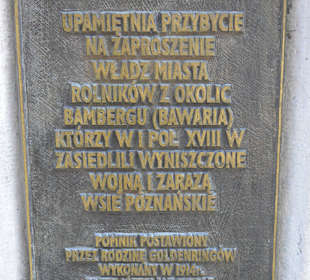 UPAMIĘTNIA PRZYBYCIE
NA ZAPROSZENIE
WŁADZ MIASTA
ROLNIKÓW Z OKOLIC
BAMBERGU (BAWARIA)
KTÓRZY W I POŁ. XVIII W
ZASIEDLILI WYNISZCZONE
WOJNĄ I ZARAZĄ
WSIE POZNAŃSKIE
POMNIK POSTAWIONY
PRZEZ RODZINĘ GOLDENRINGÓW
WYKONANY W 1914